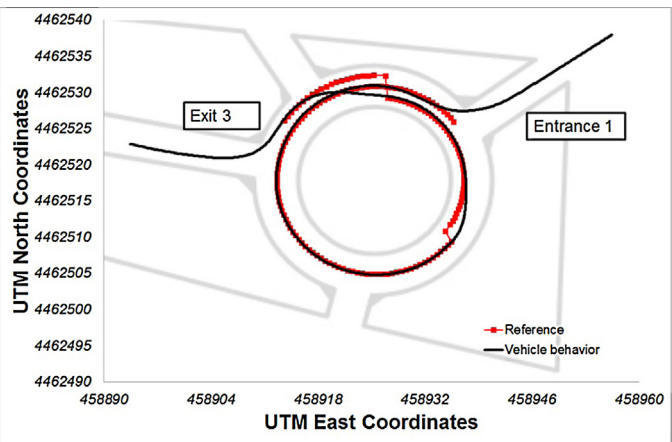 4462540
4462535
4462530
4462525
4462520
4462515
4462510
4462505
4462500
4462495
4462490
UTM North Coordinates
Exit 3
Entrance 1
Reference
Vehicle behavior
458890 458904 458918 458932 458946 458960
UTM East Coordinates